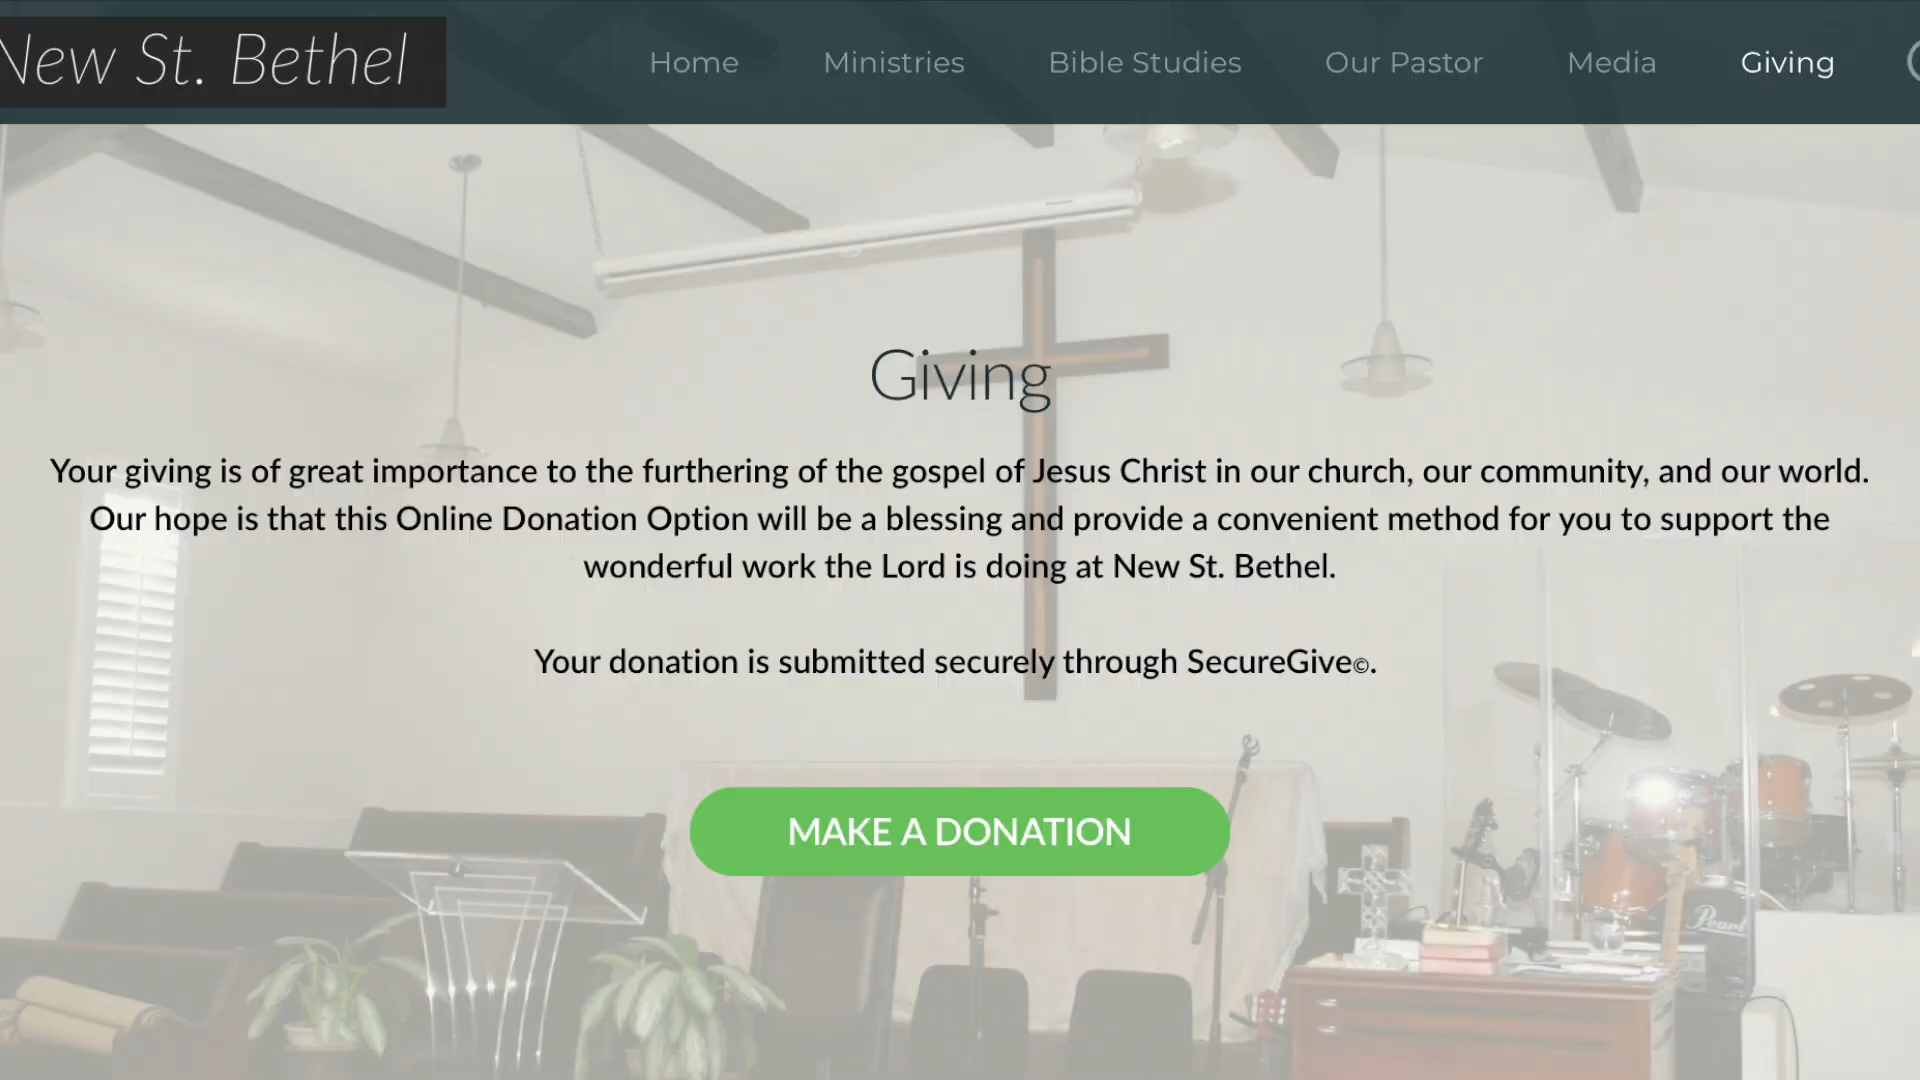 New St. Bethel
Home Ministries Bible Studies Our Pastor Media Giving
Giving
Your giving is of great importance to the furthering of the gospel of Jesus Christ in our church, our community, and our world.
Our hope is that this Online Donation Option will be a blessing and provide a convenient method for you to support the
wonderful work the Lord is doing at New St. Bethel.
Your donation is submitted securely through SecureGive©.
MAKE A DONATION
Pearl